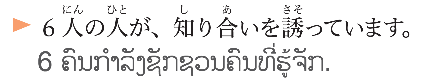 ６人の人が、知り合いを誘っています。
6 ຄົນກຳລັງຊັກຊວນຄົນທີ່ຮູ້ຈັກ.